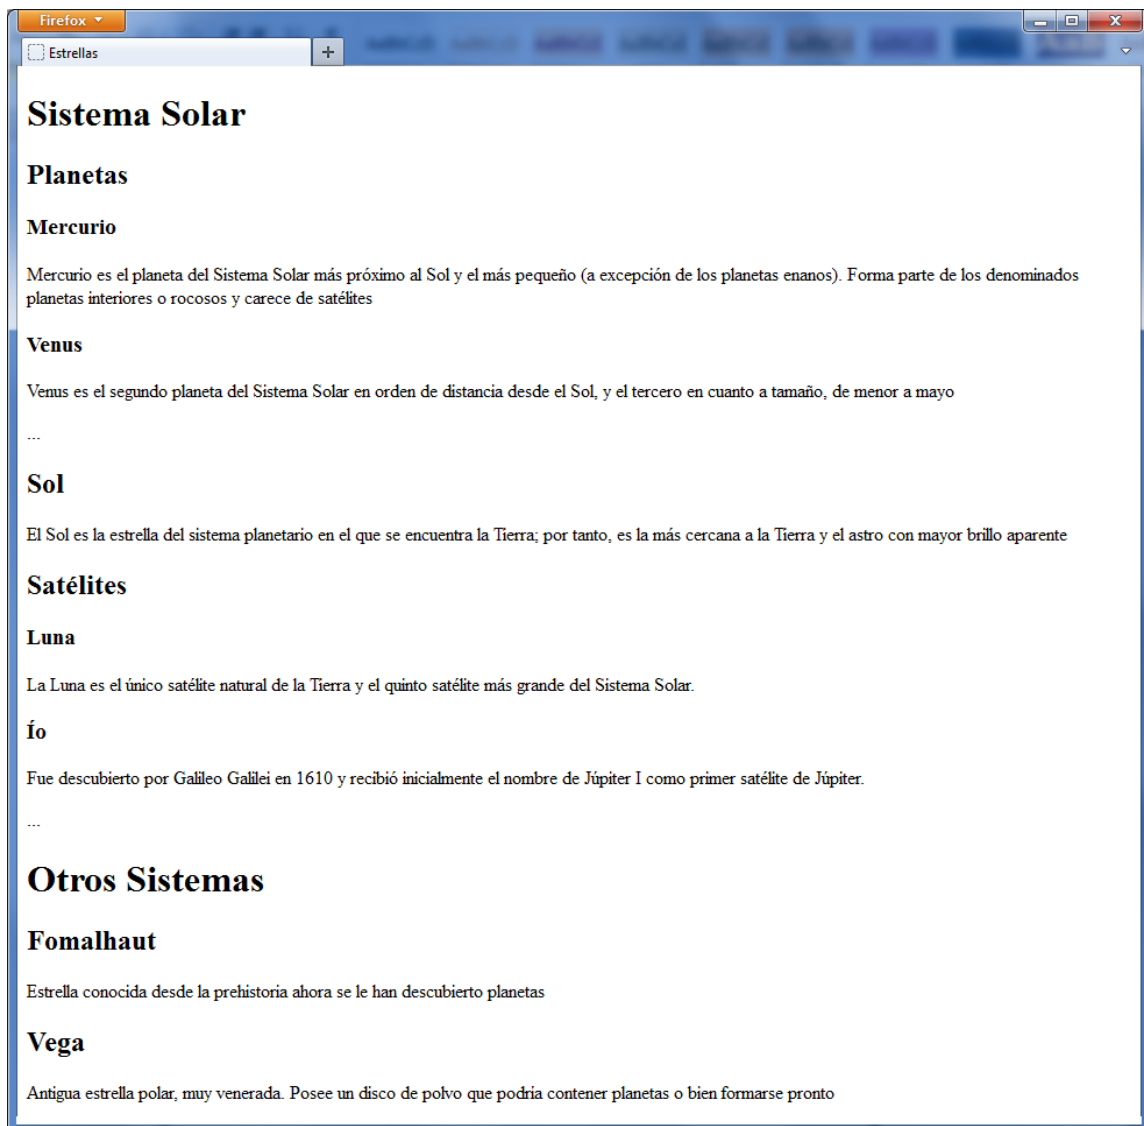 Firefox
Estrellas
Sistema Solar
Planetas
Mercurio
Mercurio es el planeta del Sistema Solar más próximo al Sol y el más pequeño (a excepción de los planetas enanos). Forma parte de los denominados
planetas interiores o rocosos y carece de satélites
Venus
Venus es el segundo planeta del Sistema Solar en orden de distancia desde el Sol, y el tercero en cuanto a tamaño, de menor a mayo
...
Sol
El Sol es la estrella del sistema planetario en el que se encuentra la Tierra; por tanto, es la más cercana a la Tierra y el astro con mayor brillo aparente
Satélites
Luna
La Luna es el único satélite natural de la Tierra y el quinto satélite más grande del Sistema Solar.
Ío
Fue descubierto por Galileo Galilei en 1610 y recibió inicialmente el nombre de Júpiter I como primer satélite de Júpiter.
...
Otros Sistemas
Fomalhaut
Estrella conocida desde la prehistoria ahora se le han descubierto planetas
Vega
Antigua estrella polar, muy venerada. Posee un disco de polvo que podría contener planetas o bien formarse pronto